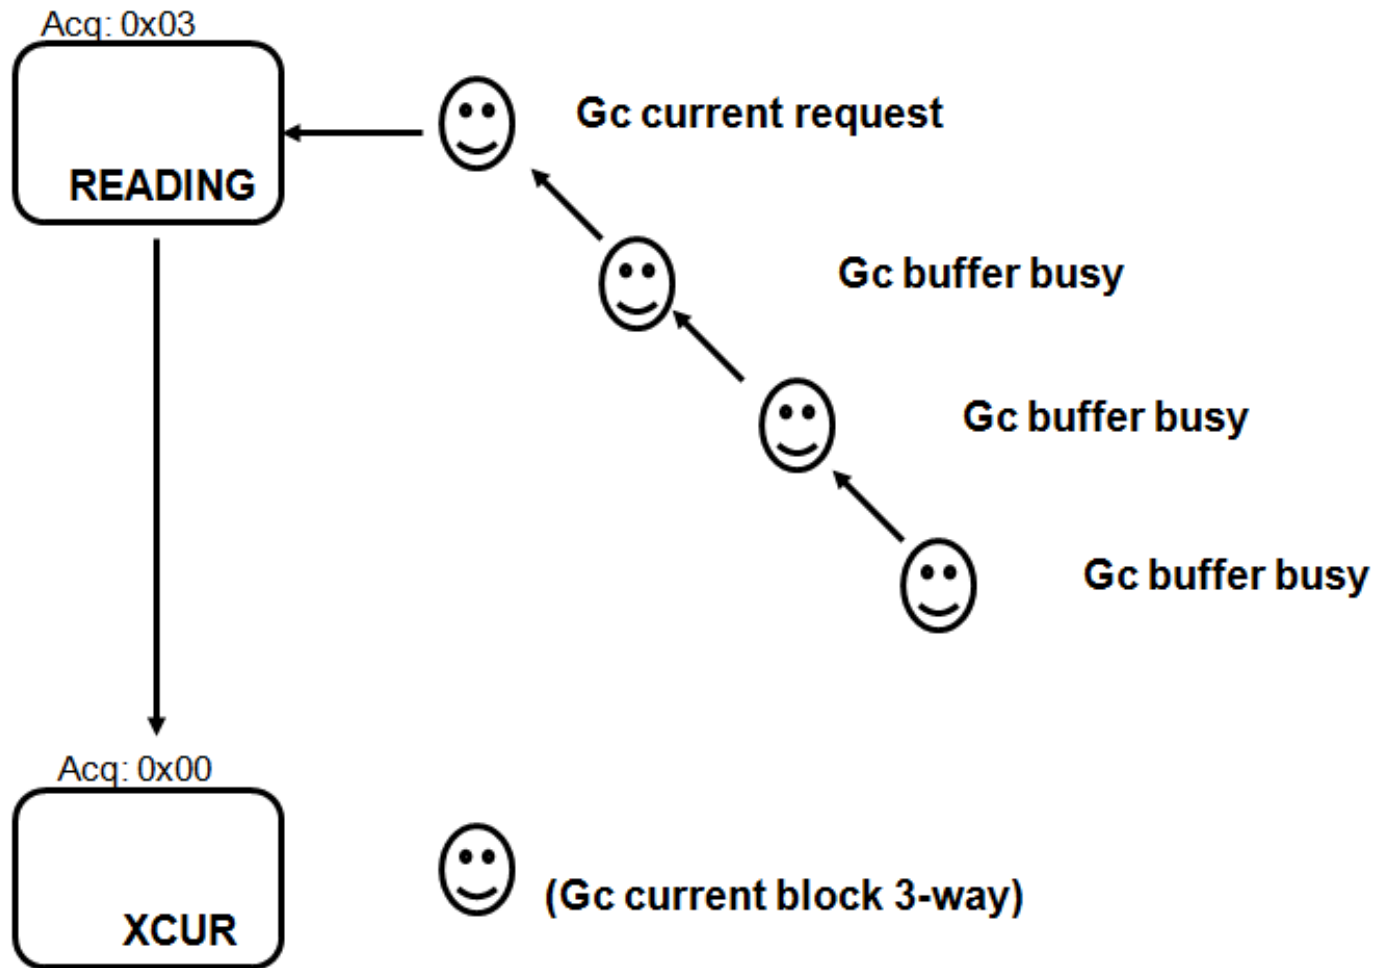 Acq: 0x03
READING
Gc current request
Gc buffer busy
Gc buffer busy
Gc buffer busy
Acq: 0x00
XCUR
(Gc current block 3-way)